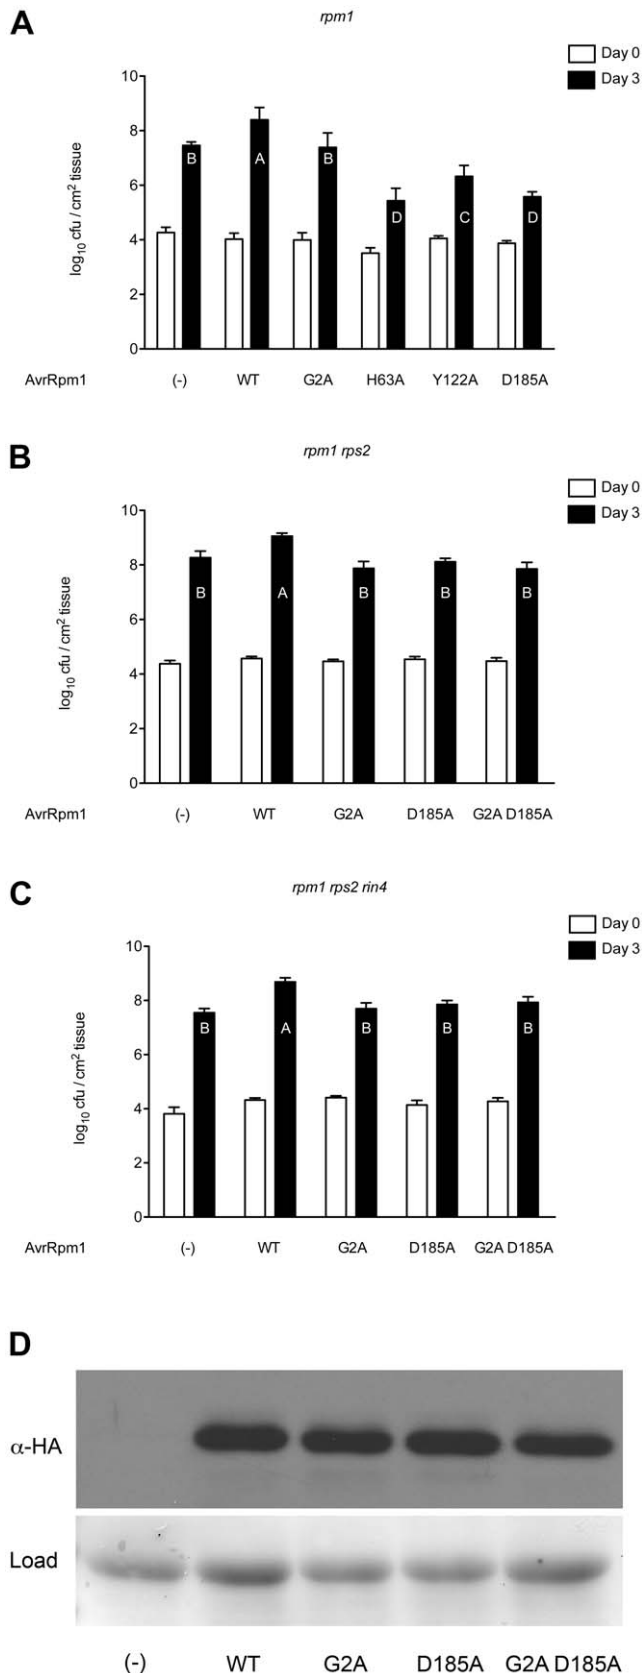 A
rpm1
Day 0
Day 3
10
8
6
4
2
0
log10 cfu / cm2 tissue
B
A
B
D
C
D
AvrRpm1
(-)
WT
G2A
H63A
Y122A
D185A
B
rpm1 rps2
Day 0
Day 3
10
8
6
4
2
0
log10 cfu / cm2 tissue
B
A
B
B
B
AvrRpm1
(-)
WT
G2A
D185A
G2A D185A
C
rpm1 rps2 rin4
Day 0
Day 3
10
8
6
4
2
0
log10 cfu / cm2 tissue
B
A
B
B
B
AvrRpm1
(-)
WT
G2A
D185A
G2A D185A
D
α-HA
Load
(-)
WT
G2A
D185A
G2A D185A